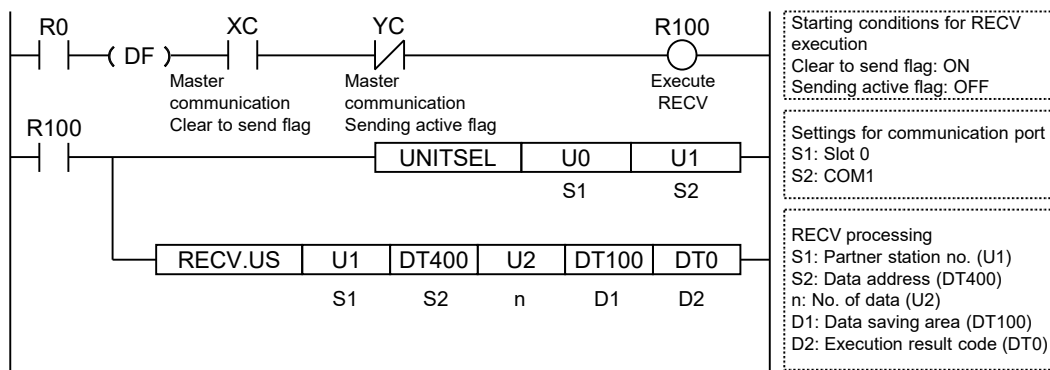 R0
XC
YC
R100
( DF )
Master
communication
Clear to send flag
Master
communication
Sending active flag
Execute
RECV
Starting conditions for RECV
execution
Clear to send flag: ON
Sending active flag: OFF
R100
UNITSEL U0 U1
S1 S2
Settings for communication port
S1: Slot 0
S2: COM1
RECV.US U1 DT400 U2 DT100 DT0
S1 S2 n D1 D2
RECV processing
S1: Partner station no. (U1)
S2: Data address (DT400)
n: No. of data (U2)
D1: Data saving area (DT100)
D2: Execution result code (DT0)